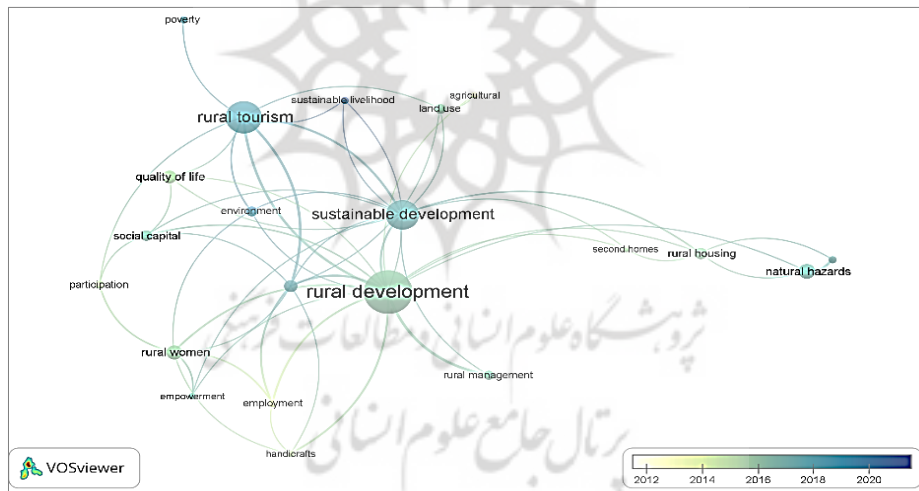 poverty
sustainable livelihood
agricultural
land use
rural tourism
quality of life
environment
sustainable development
social capital
second homes
rural housing
natural hazards
participation
rural development
پژوهشگاه علوم انسانی و مطالعات فرهنگی
rural women
rural management
empowerment
employment
پرتال جامع علوم انسانی
handicrafts
VOSviewer
2012 2014 2016 2018 2020